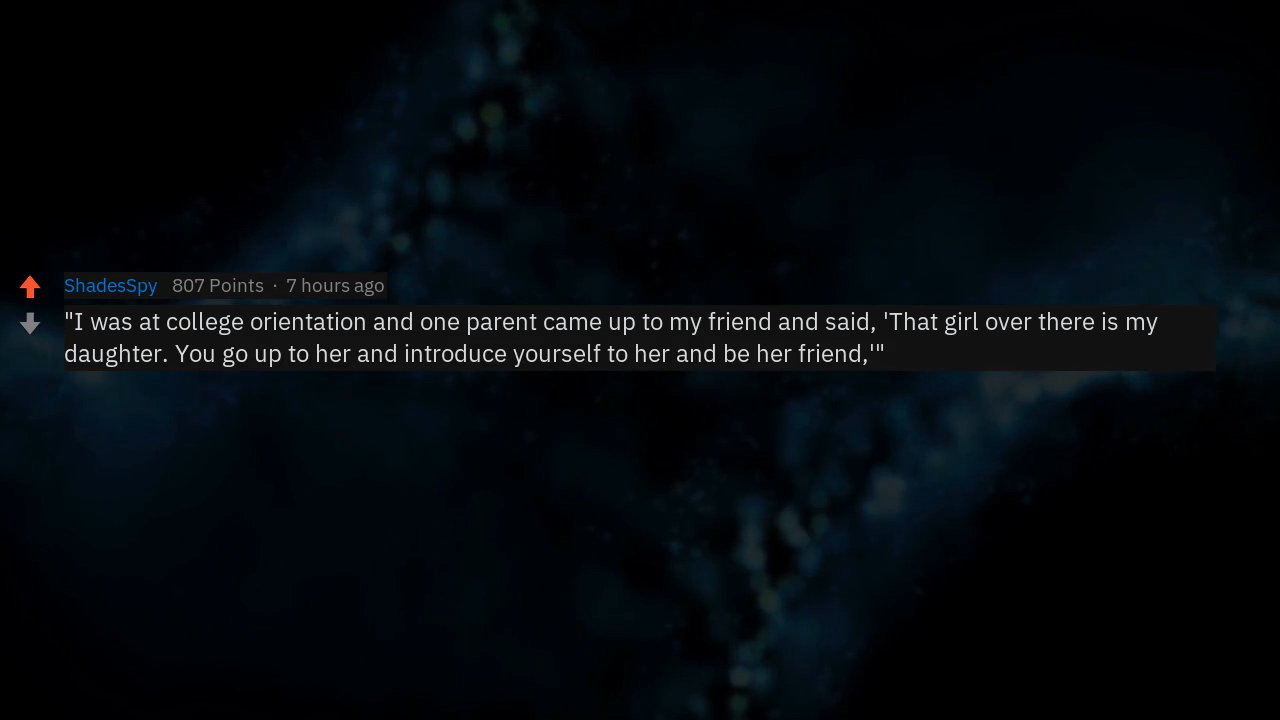 ShadesSpy 807 Points · 7 hours ago
"I was at college orientation and one parent came up to my friend and said, 'That girl over there is my
daughter. You go up to her and introduce yourself to her and be her friend,'"